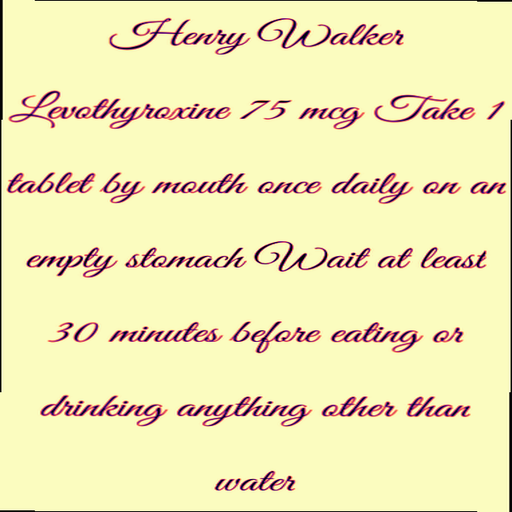 Henry Walker
Levothyroxine 75 mcg Take 1
tablet by mouth once daily on an
empty stomach Wait at least
30 minutes before eating or
drinking anything other than
water